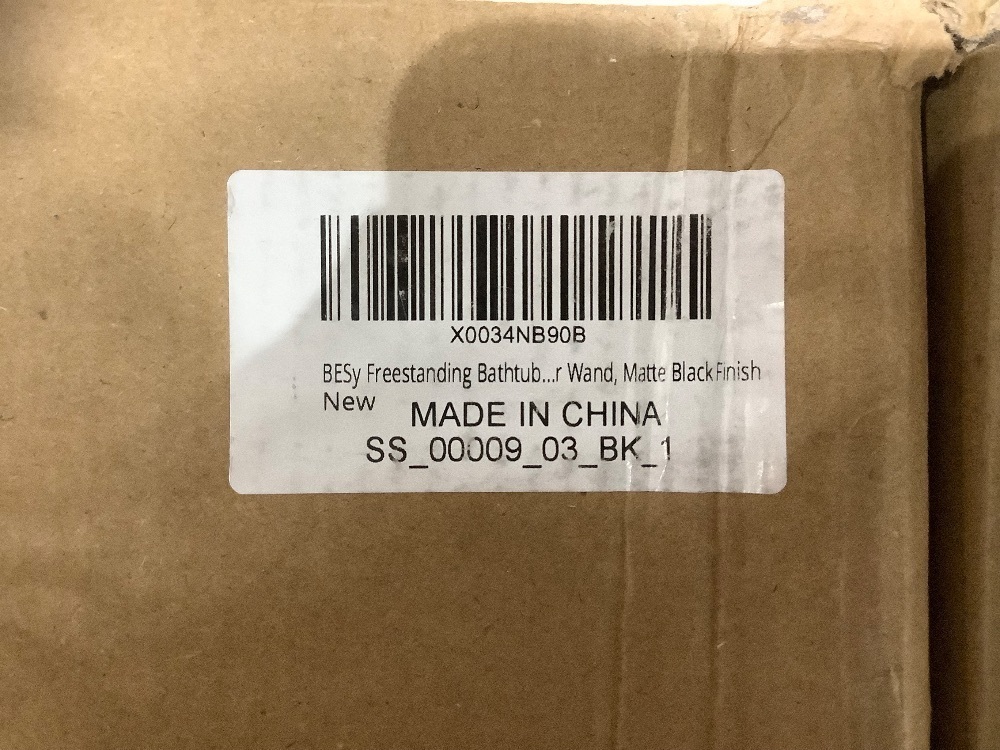 X0034NB90B
BESy Freestanding Bathtub...r Wand, Matte Black Finish
New
MADE IN CHINA
SS_00009_03_BK_1